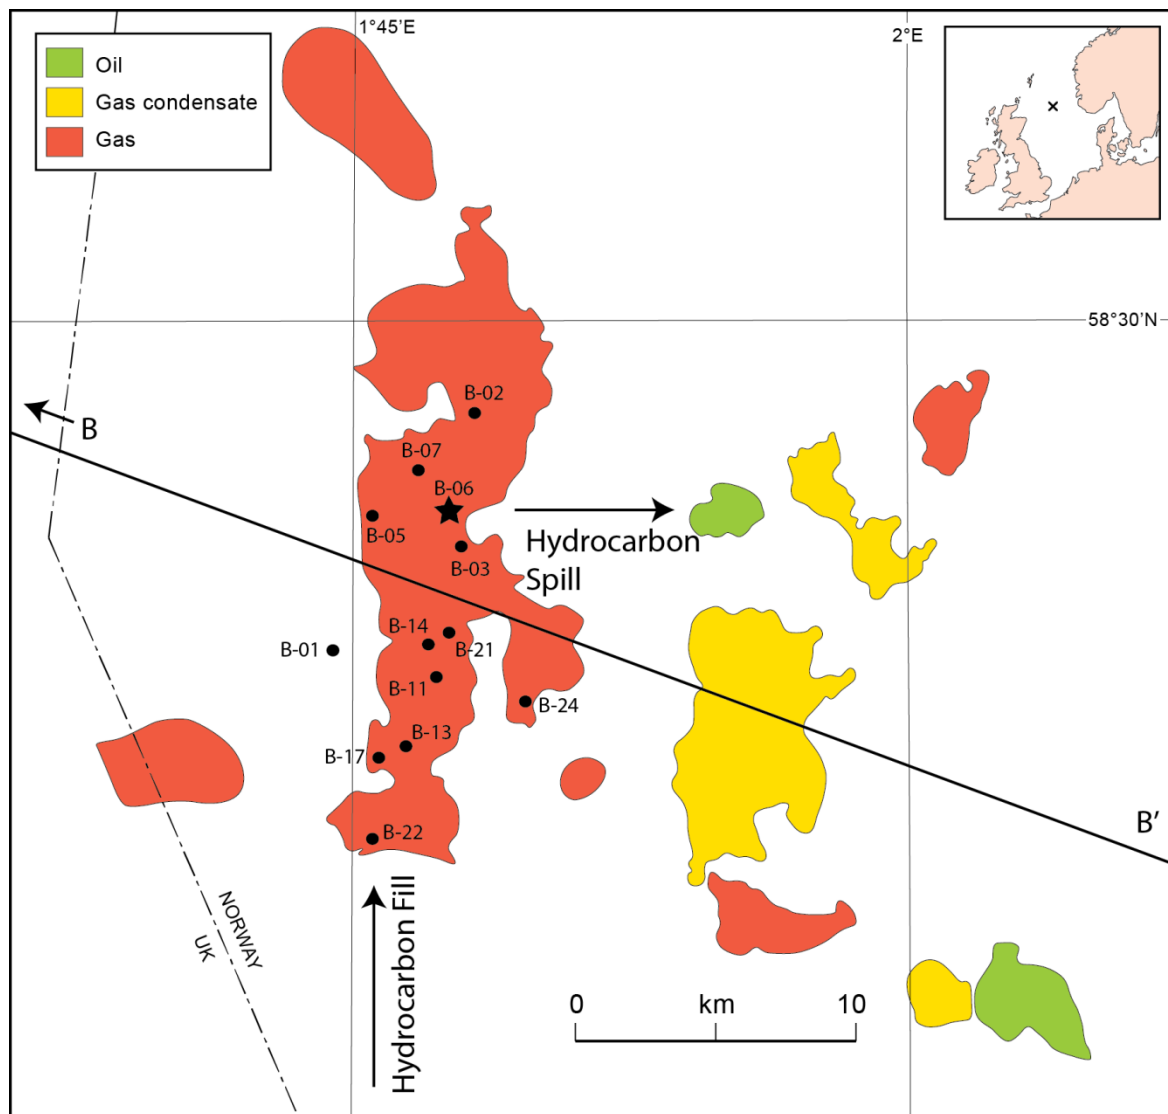 1°45'E
2°E
Oil
Gas condensate
Gas
58°30'N
B-02
B
B-07
B-06
B-05
Hydrocarbon
Spill
B-03
B-14
B-21
B-01
B-11
B-24
B-13
B-17
B'
B-22
Hydrocarbon Fill
NORWAY
UK
0 km 10